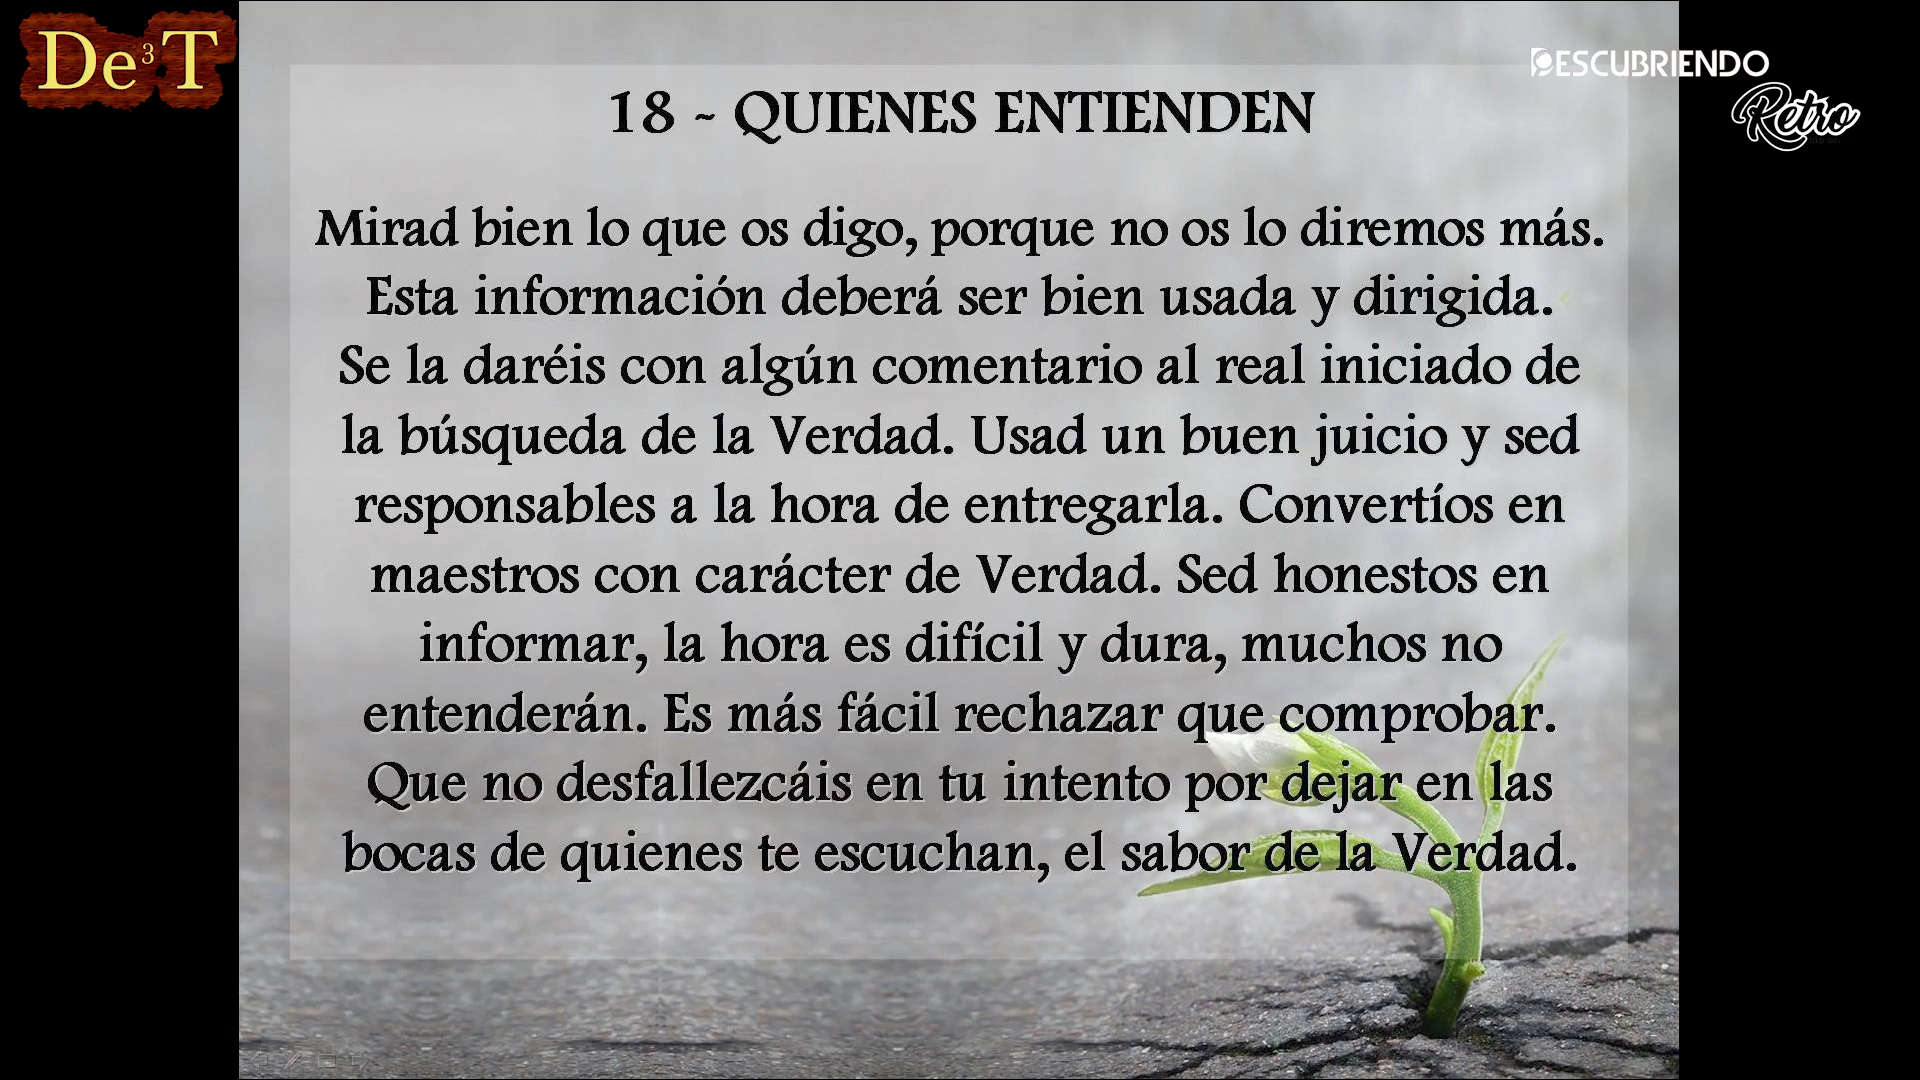 De³T
DESCUBRIENDO
Retro
18 - QUIENES ENTIENDEN
Mirad bien lo que os digo, porque no os lo diremos más.
Esta información deberá ser bien usada y dirigida.
Se la daréis con algún comentario al real iniciado de
la búsqueda de la Verdad. Usad un buen juicio y sed
responsables a la hora de entregarla. Convertíos en
maestros con carácter de Verdad. Sed honestos en
informar, la hora es difícil y dura, muchos no
entenderán. Es más fácil rechazar que comprobar.
Que no desfallezcáis en tu intento por dejar en las
bocas de quienes te escuchan, el sabor de la Verdad.